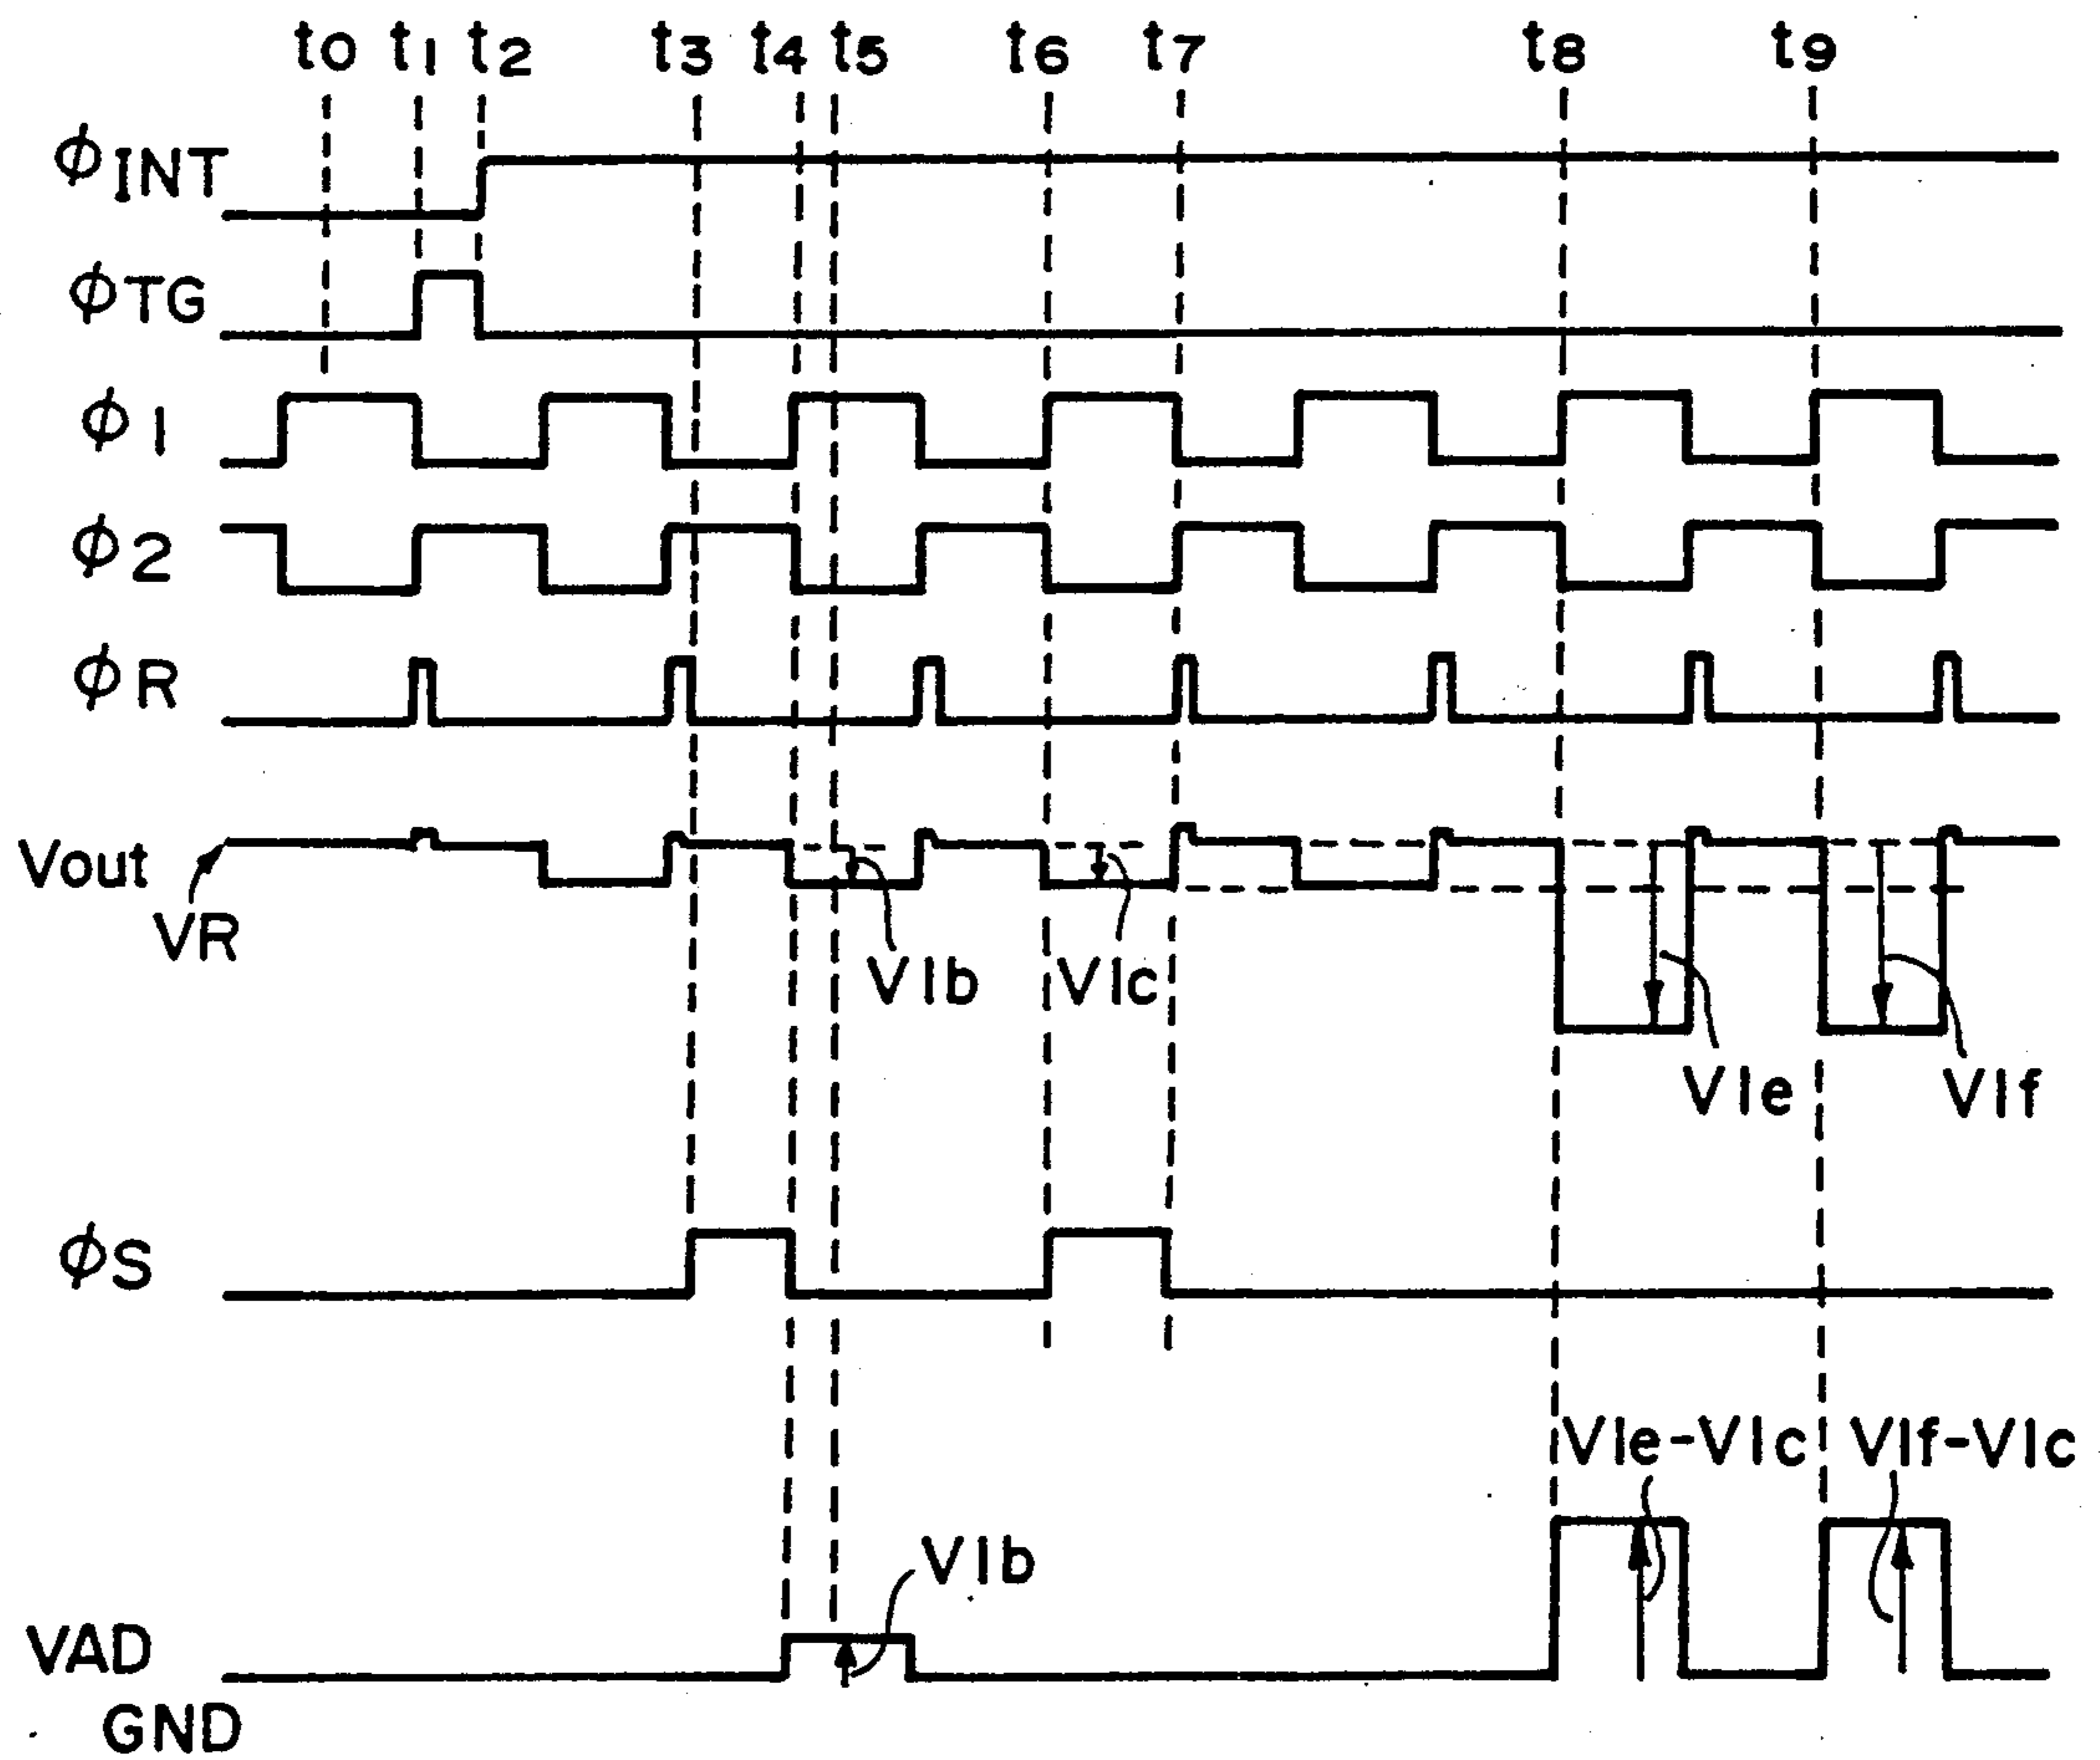 t0 t1 t2 t3 t4 t5 t6 t7 t8 t9
ϕINT
ϕTG
ϕ1
ϕ2
ϕR
Vout
VR
V1b V1c
V1e V1f
ϕS
V1e-V1c V1f-V1c
V1b
VAD
GND